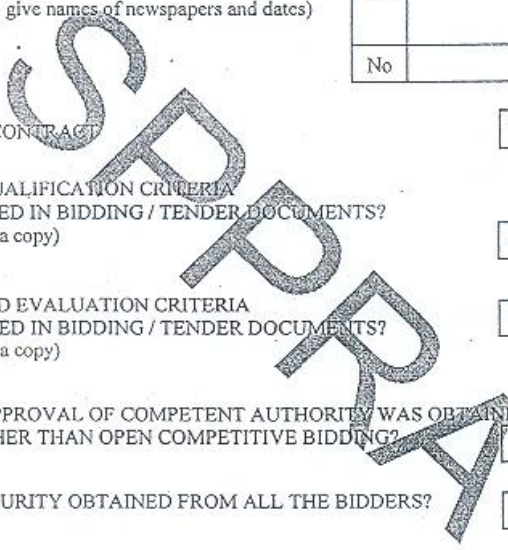 give names of newspapers and dates)
No
CONTRACT
UALIFICATION CRITERIA
ED IN BIDDING / TENDER DOCUMENTS?
a copy)
D EVALUATION CRITERIA
ED IN BIDDING / TENDER DOCUMENTS?
a copy)
PPROVAL OF COMPETENT AUTHORITY WAS OBTAIN
HER THAN OPEN COMPETITIVE BIDDING?
URITY OBTAINED FROM ALL THE BIDDERS?
SPPRA